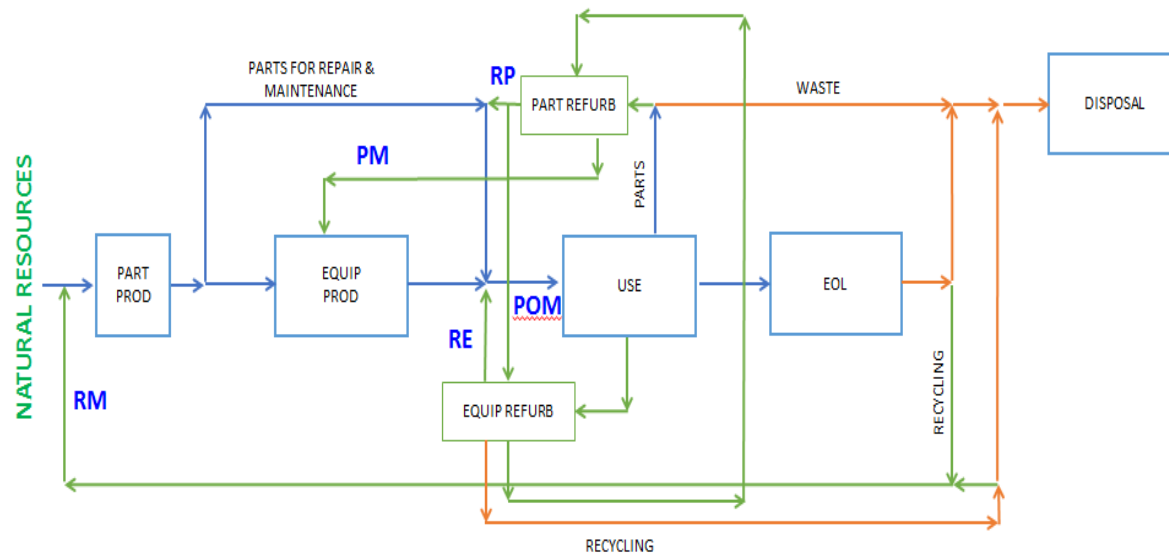 PARTS FOR REPAIR &
MAINTENANCE
RP
PART REFURB
WASTE
DISPOSAL
PM
PARTS
NATURAL RESOURCES
PART
PROD
EQUIP
PROD
USE
EOL
POM
RE
RM
EQUIP REFURB
RECYCLING
RECYCLING